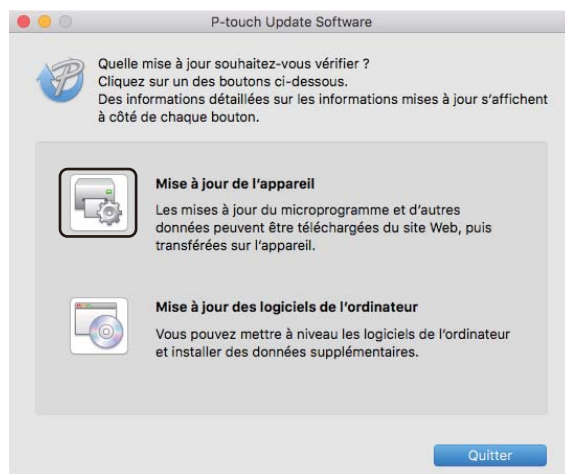 P-touch Update Software
Quelle mise à jour souhaitez-vous vérifier ?
Cliquez sur un des boutons ci-dessous.
Des informations détaillées sur les informations mises à jour s'affichent
à côté de chaque bouton.
Mise à jour de l'appareil
Les mises à jour du microprogramme et d'autres
données peuvent être téléchargées du site Web, puis
transférées sur l'appareil.
Mise à jour des logiciels de l'ordinateur
Vous pouvez mettre à niveau les logiciels de l'ordinateur
et installer des données supplémentaires.
Quitter